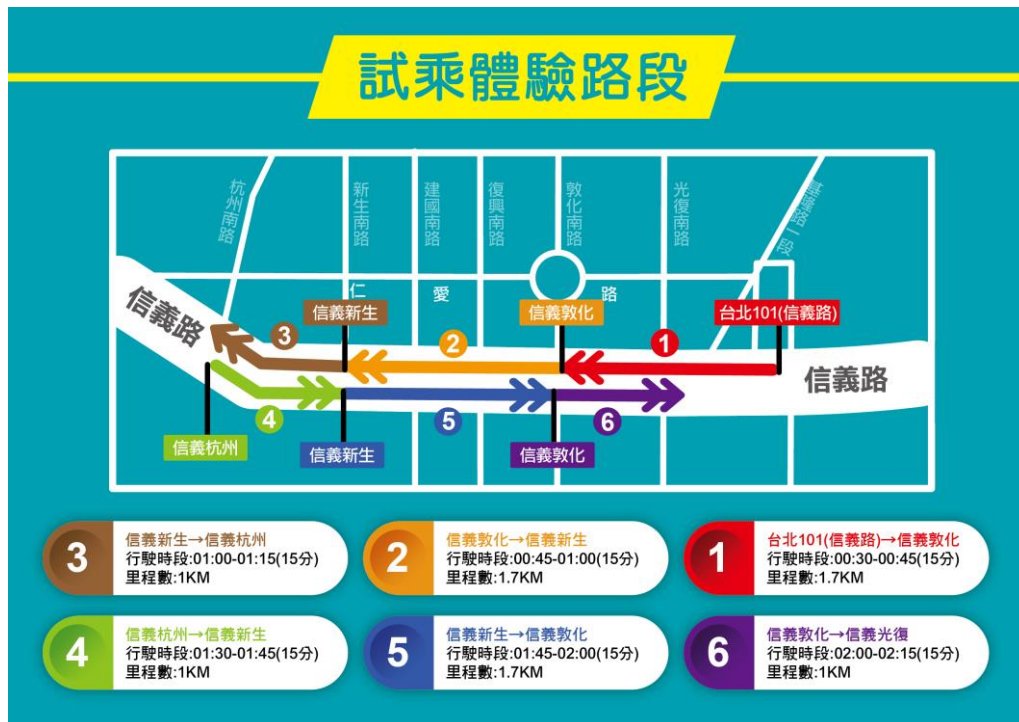 試乘體驗路段
杭州南路
新生南路
建國南路
復興南路
敦化南路
光復南路
基隆路一段
仁愛路
信義路
信義新生
信義敦化
台北101(信義路)
3
2
1
信義路
4
5
6
信義杭州
信義新生
信義敦化
3
信義新生→信義杭州
行駛時段:01:00-01:15(15分)
里程數:1KM
2
信義敦化→信義新生
行駛時段:00:45-01:00(15分)
里程數:1.7KM
1
台北101(信義路)→信義敦化
行駛時段:00:30-00:45(15分)
里程數:1.7KM
4
信義杭州→信義新生
行駛時段:01:30-01:45(15分)
里程數:1KM
5
信義新生→信義敦化
行駛時段:01:45-02:00(15分)
里程數:1.7KM
6
信義敦化→信義光復
行駛時段:02:00-02:15(15分)
里程數:1KM